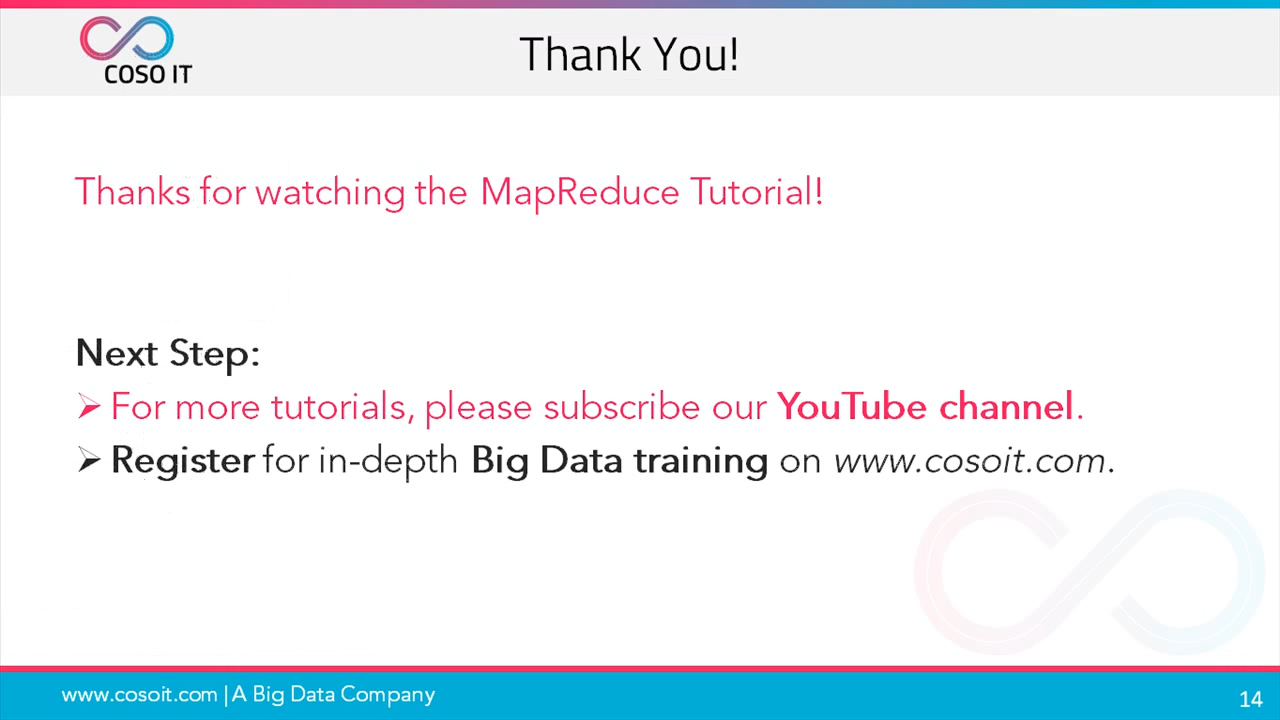 COSO IT
Thank You!
Thanks for watching the MapReduce Tutorial!
Next Step:
➢ For more tutorials, please subscribe our YouTube channel.
➢ Register for in-depth Big Data training on www.cosoit.com.
www.cosoit.com | A Big Data Company
14